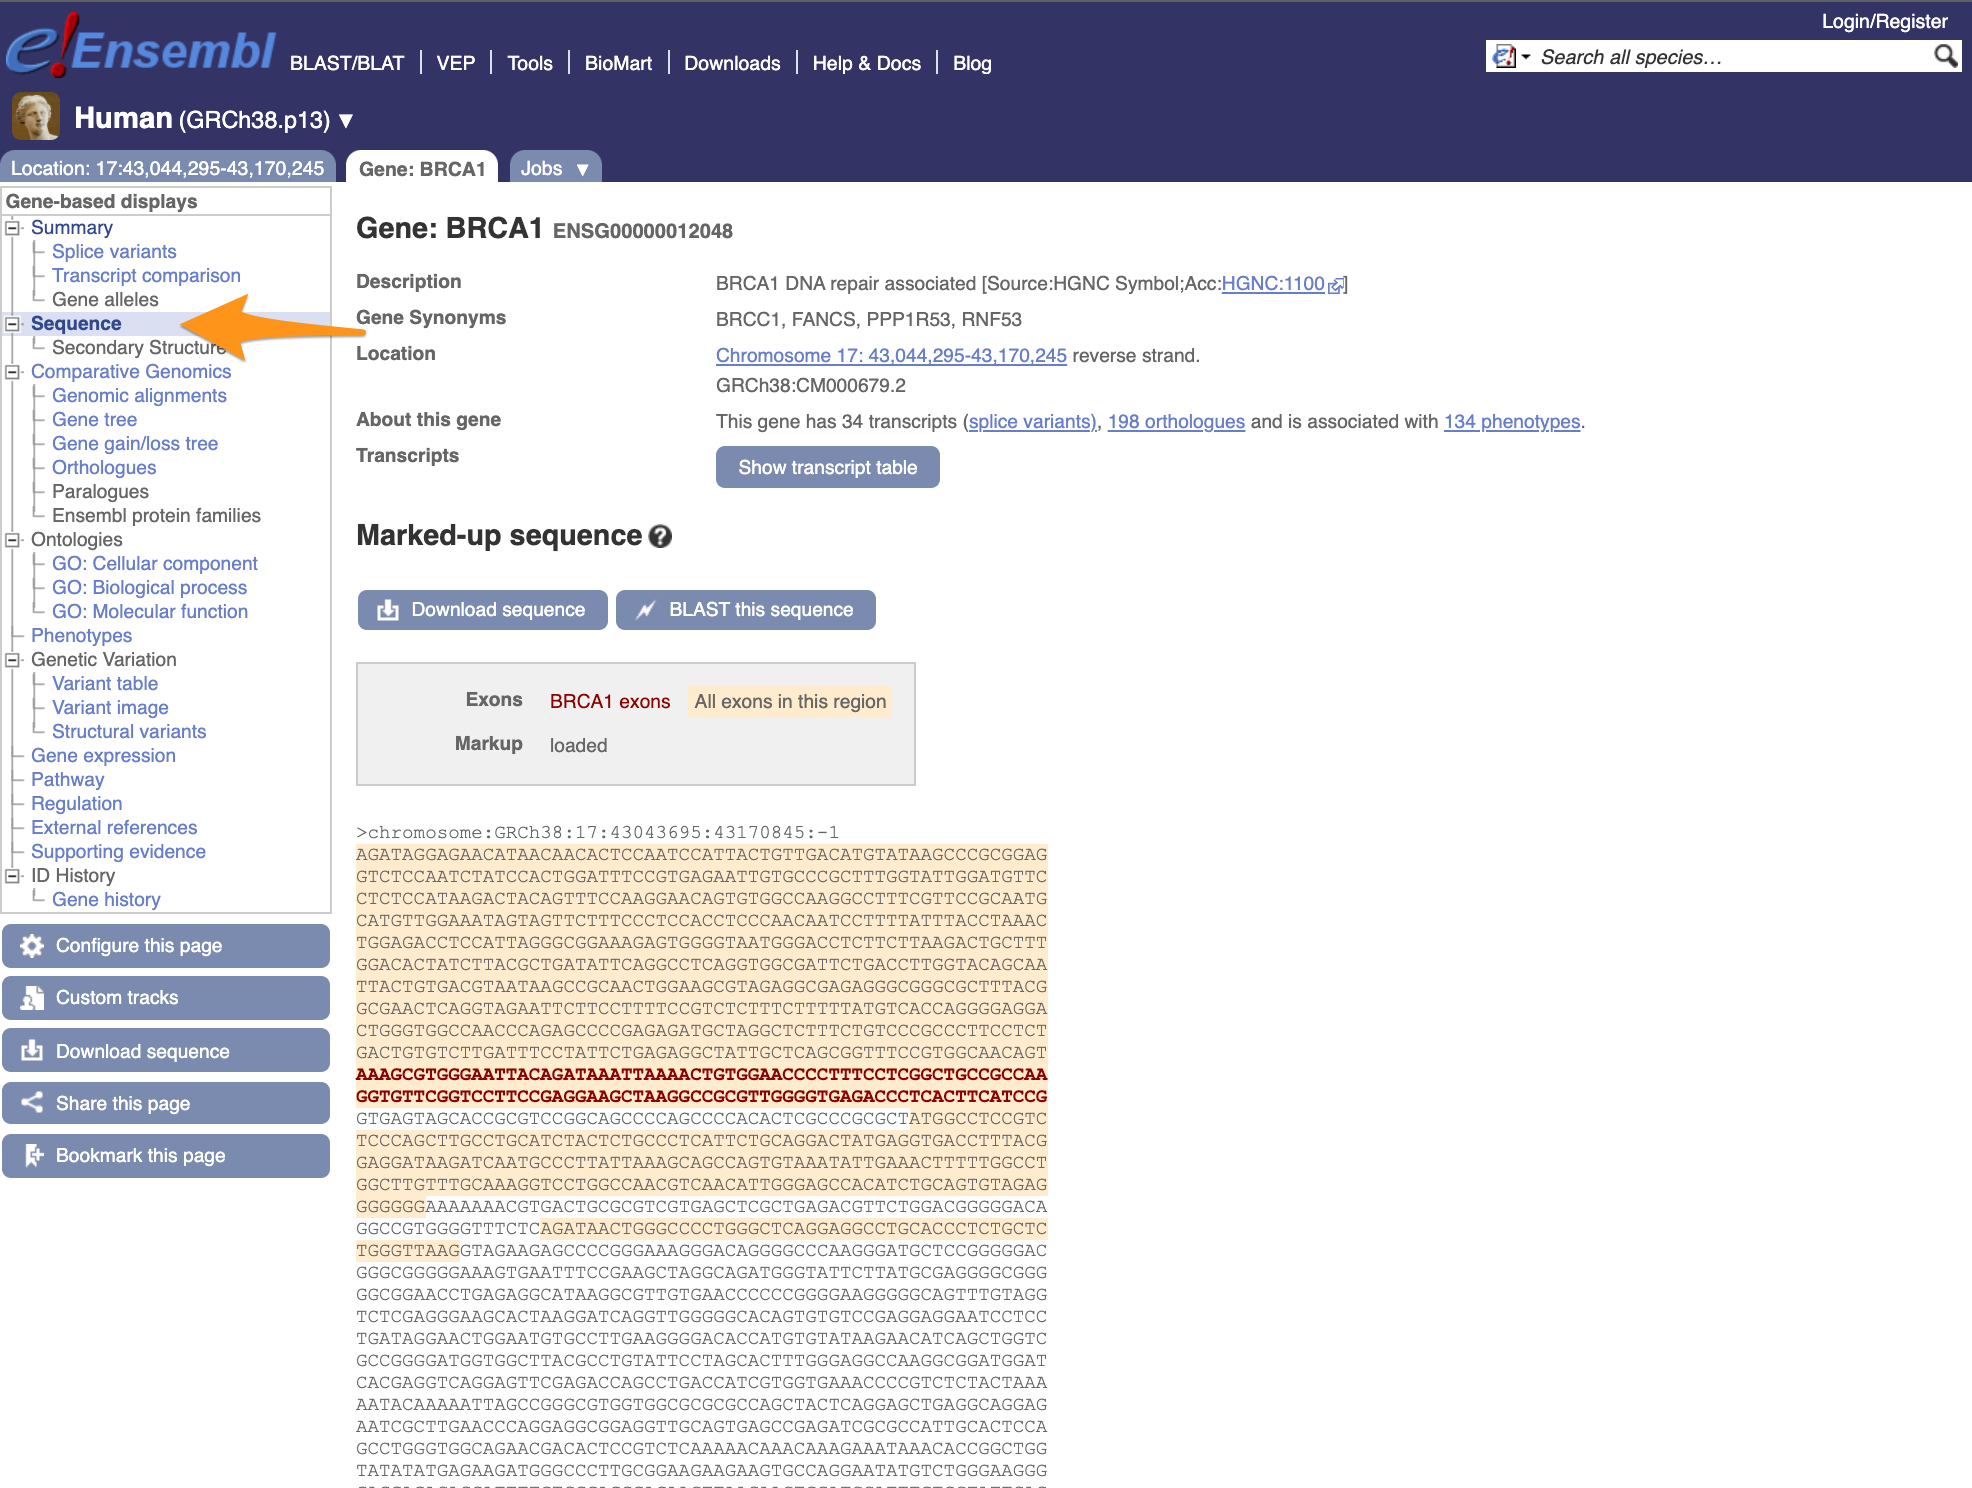 Login/Register
e!Ensembl BLAST/BLAT VEP Tools BioMart Downloads Help & Docs Blog
Search all species…
Human (GRCh38.p13) ▼
Location: 17:43,044,295-43,170,245
Gene: BRCA1
Jobs ▼
Gene-based displays
Summary
Splice variants
Transcript comparison
Gene alleles
Sequence
Secondary Structure
Comparative Genomics
Genomic alignments
Gene tree
Gene gain/loss tree
Orthologues
Paralogues
Ensembl protein families
Ontologies
GO: Cellular component
GO: Biological process
GO: Molecular function
Phenotypes
Genetic Variation
Variant table
Variant image
Structural variants
Gene expression
Pathway
Regulation
External references
Supporting evidence
ID History
Gene history
Configure this page
Custom tracks
Download sequence
Share this page
Bookmark this page
Gene: BRCA1 ENSG00000012048
Description BRCA1 DNA repair associated [Source:HGNC Symbol;Acc:HGNC:1100]
Gene Synonyms BRCC1, FANCS, PPP1R53, RNF53
Location Chromosome 17: 43,044,295-43,170,245 reverse strand.
GRCh38:CM000679.2
About this gene This gene has 34 transcripts (splice variants), 198 orthologues and is associated with 134 phenotypes.
Transcripts Show transcript table
Marked-up sequence ?
Download sequence BLAST this sequence
Exons BRCA1 exons All exons in this region
Markup loaded
>chromosome:GRCh38:17:43043695:43170845:-1
AGATAGGAGAACATAACAACACTCCAATCCATTACTGTTGACATGTATAAGCCCGCGGAG
GTCTCCAATCTATCCACTGGATTTCCGTGAGAATTGTGCCCGCTTTGGTATTGGATGTTC
CTCTCCATAAGACTACAGTTTCCAAGGAACAGTGTGGCCAAGGCCTTTCGTTCCGCAATG
CATGTTGGAAATAGTAGTTCTTTCCCTCCACCTCCCAACAATCCTTTTATTTACCTAAAC
TGGAGACCTCCATTAGGGCGGAAAGAGTGGGGTAATGGGACCTCTTCTTAAGACTGCTTT
GGACACTATCTTACGCTGATATTCAGGCCTCAGGTGGCGATTCTGACCTTGGTACAGCAA
TTACTGTGACGTAATAAGCCGCAACTGGAAGCGTAGAGGCGAGAGGGCGGGCGCTTTACG
GCGAACTCAGGTAGAATTCTTCCTTTTCCGTCTCTTTCTTTTTATGTCACCAGGGGAGGA
CTGGGTGGCCAACCCAGAGCCCCGAGAGATGCTAGGCTCTTTCTGTCCCGCCCTTCCTCT
GACTGTGTCTTGATTTCCTATTCTGAGAGGCTATTGCTCAGCGGTTTCCGTGGCAACAGT
AAAGCGTGGGAATTACAGATAAATTAAAACTGTGGAACCCCTTTCCTCGGCTGCCGCCAA
GGTGTTCGGTCCTTCCGAGGAAGCTAAGGCCGCGTTGGGGTGAGACCCTCACTTCATCCG
GTGAGTAGCACCGCGTCCGGCAGCCCCAGCCCCACACTCGCCCGCGCTATGGCCTCCGTC
TCCCAGCTTGCCTGCATCTACTCTGCCCTCATTCTGCAGGACTATGAGGTGACCTTTACG
GAGGATAAGATCAATGCCCTTATTAAAGCAGCCAGTGTAAATATTGAAACTTTTTGGCCT
GGCTTGTTTGCAAAGGTCCTGGCCAACGTCAACATTGGGAGCCACATCTGCAGTGTAGAG
GGGGGGAAAAAAACGTGACTGCGCGTCGTGAGCTCGCTGAGACGTTCTGGACGGGGGACA
GGCCGTGGGGTTTCTCAGATAACTGGGCCCCTGGGCTCAGGAGGCCTGCACCCTCTGCTC
TGGGTTAAGGTAGAAGAGCCCCGGGAAAGGGACAGGGGCCCAAGGGATGCTCCGGGGGAC
GGGCGGGGGAAAGTGAATTTCCGAAGCTAGGCAGATGGGTATTCTTATGCGAGGGGCGGG
GGCGGAACCTGAGAGGCATAAGGCGTTGTGAACCCCCCGGGGAAGGGGGCAGTTTGTAGG
TCTCGAGGGAAGCACTAAGGATCAGGTTGGGGGCACAGTGTGTCCGAGGAGGAATCCTCC
TGATAGGAACTGGAATGTGCCTTGAAGGGGACACCATGTGTATAAGAACATCAGCTGGTC
GCCGGGGATGGTGGCTTACGCCTGTATTCCTAGCACTTTGGGAGGCCAAGGCGGATGGAT
CACGAGGTCAGGAGTTCGAGACCAGCCTGACCATCGTGGTGAAACCCCGTCTCTACTAAA
AATACAAAAATTAGCCGGGCGTGGTGGCGCGCGCCAGCTACTCAGGAGCTGAGGCAGGAG
AATCGCTTGAACCCAGGAGGCGGAGGTTGCAGTGAGCCGAGATCGCGCCATTGCACTCCA
GCCTGGGTGGCAGAACGACACTCCGTCTCAAAAACAAACAAAGAAATAAACACCGGCTGG
TATATATGAGAAGATGGGCCCTTGCGGAAGAAGAAGTGCCAGGAATATGTCTGGGAAGGG